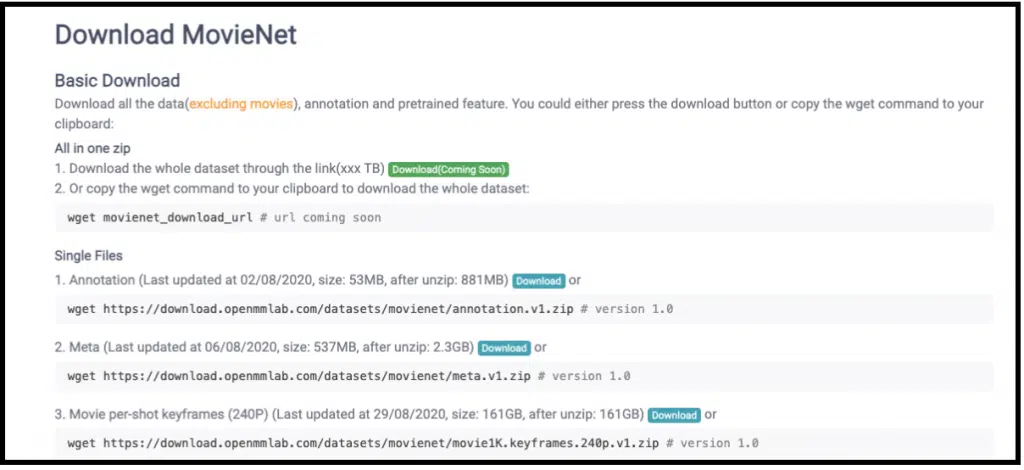 Download MovieNet
Basic Download
Download all the data(excluding movies), annotation and pretrained feature. You could either press the download button or copy the wget command to your
clipboard:
All in one zip
1. Download the whole dataset through the link(xxx TB) Download(Coming Soon)
2. Or copy the wget command to your clipboard to download the whole dataset:
wget movienet_download_url # url coming soon
Single Files
1. Annotation (Last updated at 02/08/2020, size: 53MB, after unzip: 881MB) Download or
wget https://download.openmmlab.com/datasets/movienet/annotation.v1.zip # version 1.0
2. Meta (Last updated at 06/08/2020, size: 537MB, after unzip: 2.3GB) Download or
wget https://download.openmmlab.com/datasets/movienet/meta.v1.zip # version 1.0
3. Movie per-shot keyframes (240P) (Last updated at 29/08/2020, size: 161GB, after unzip: 161GB) Download or
wget https://download.openmmlab.com/datasets/movienet/movie1K.keyframes.240p.v1.zip # version 1.0